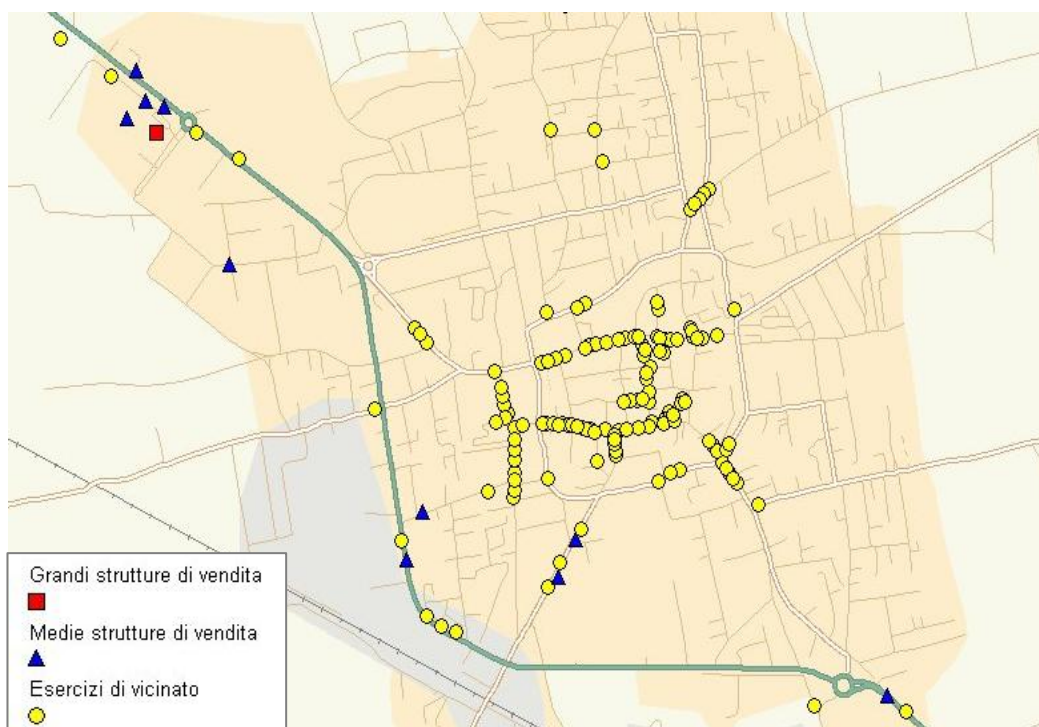 Grandi strutture di vendita
Medie strutture di vendita
Esercizi di vicinato